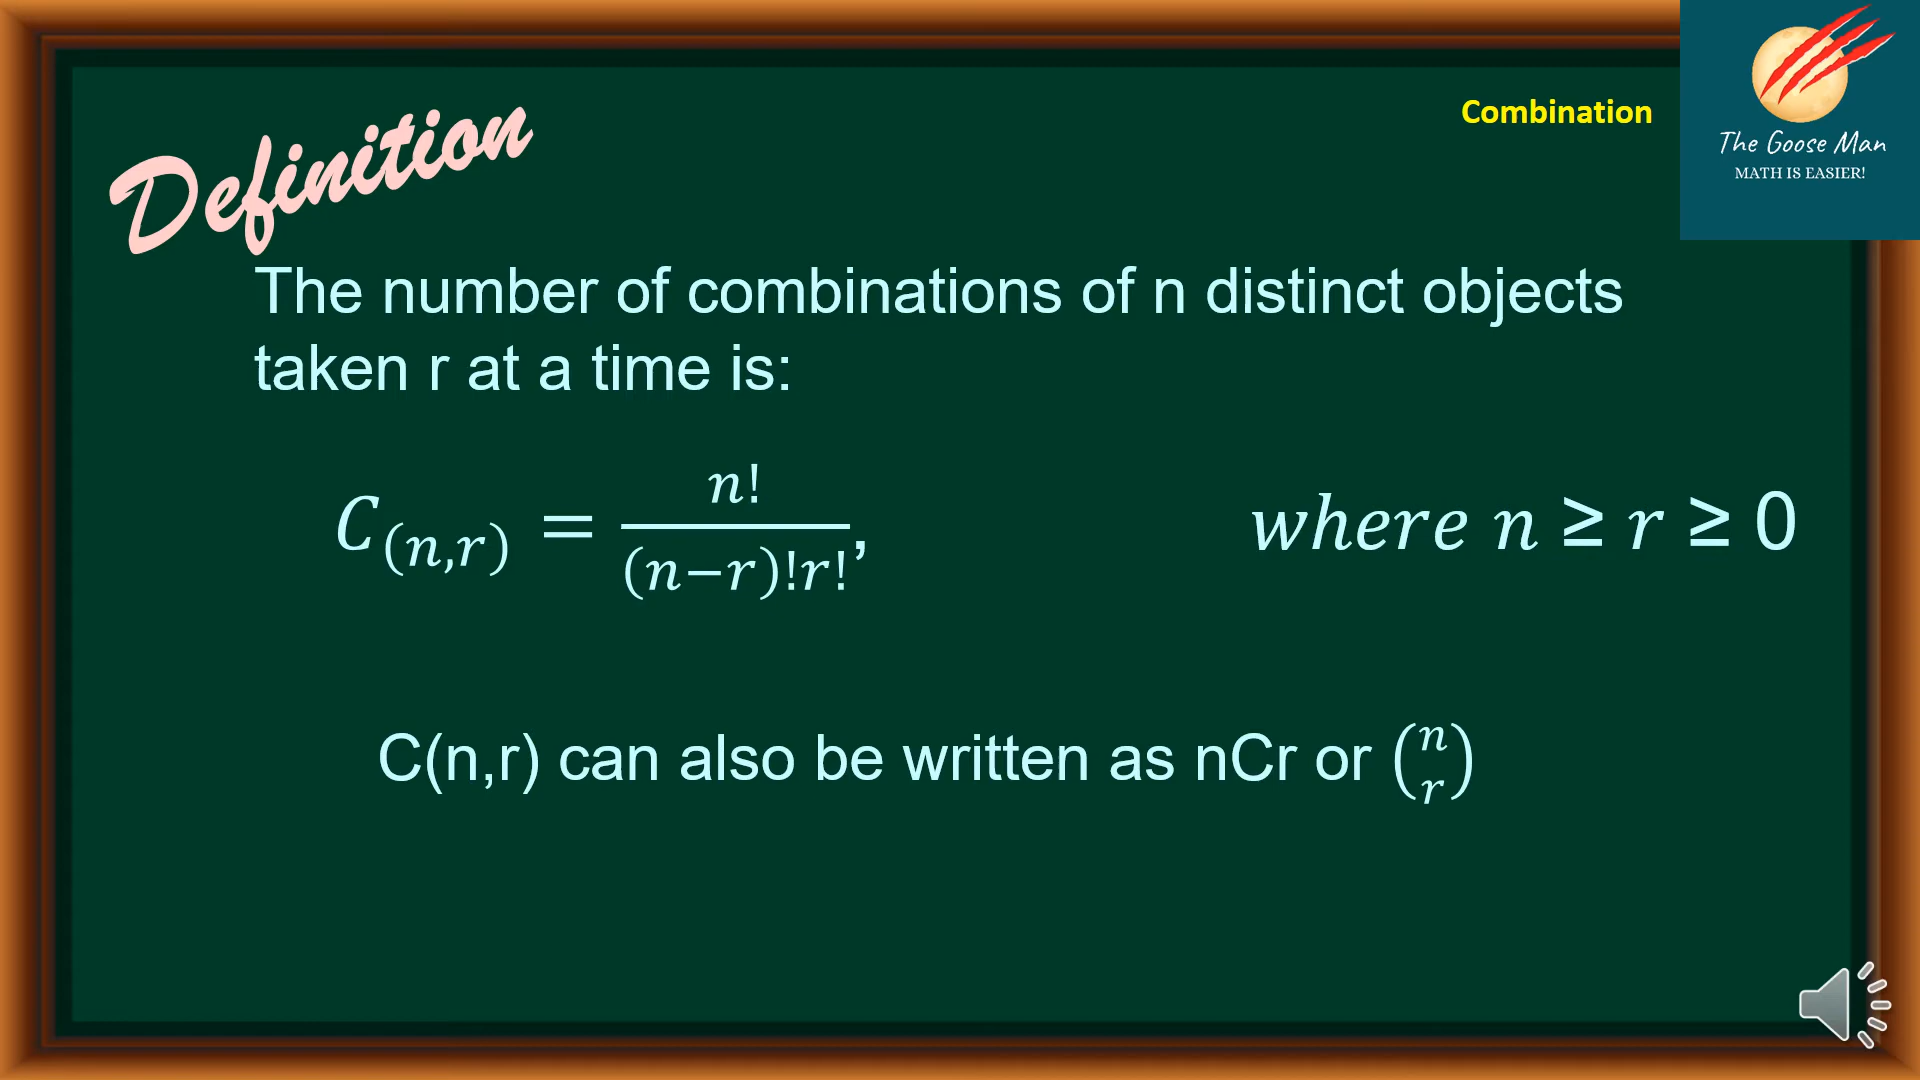 Combination
The Goose Man
MATH IS EASIER!
Definition
The number of combinations of n distinct objects
taken r at a time is:
C₍ₙ,ᵣ₎ = n!/(n−r)!r!, where n ≥ r ≥ 0
C(n,r) can also be written as nCr or (n r)